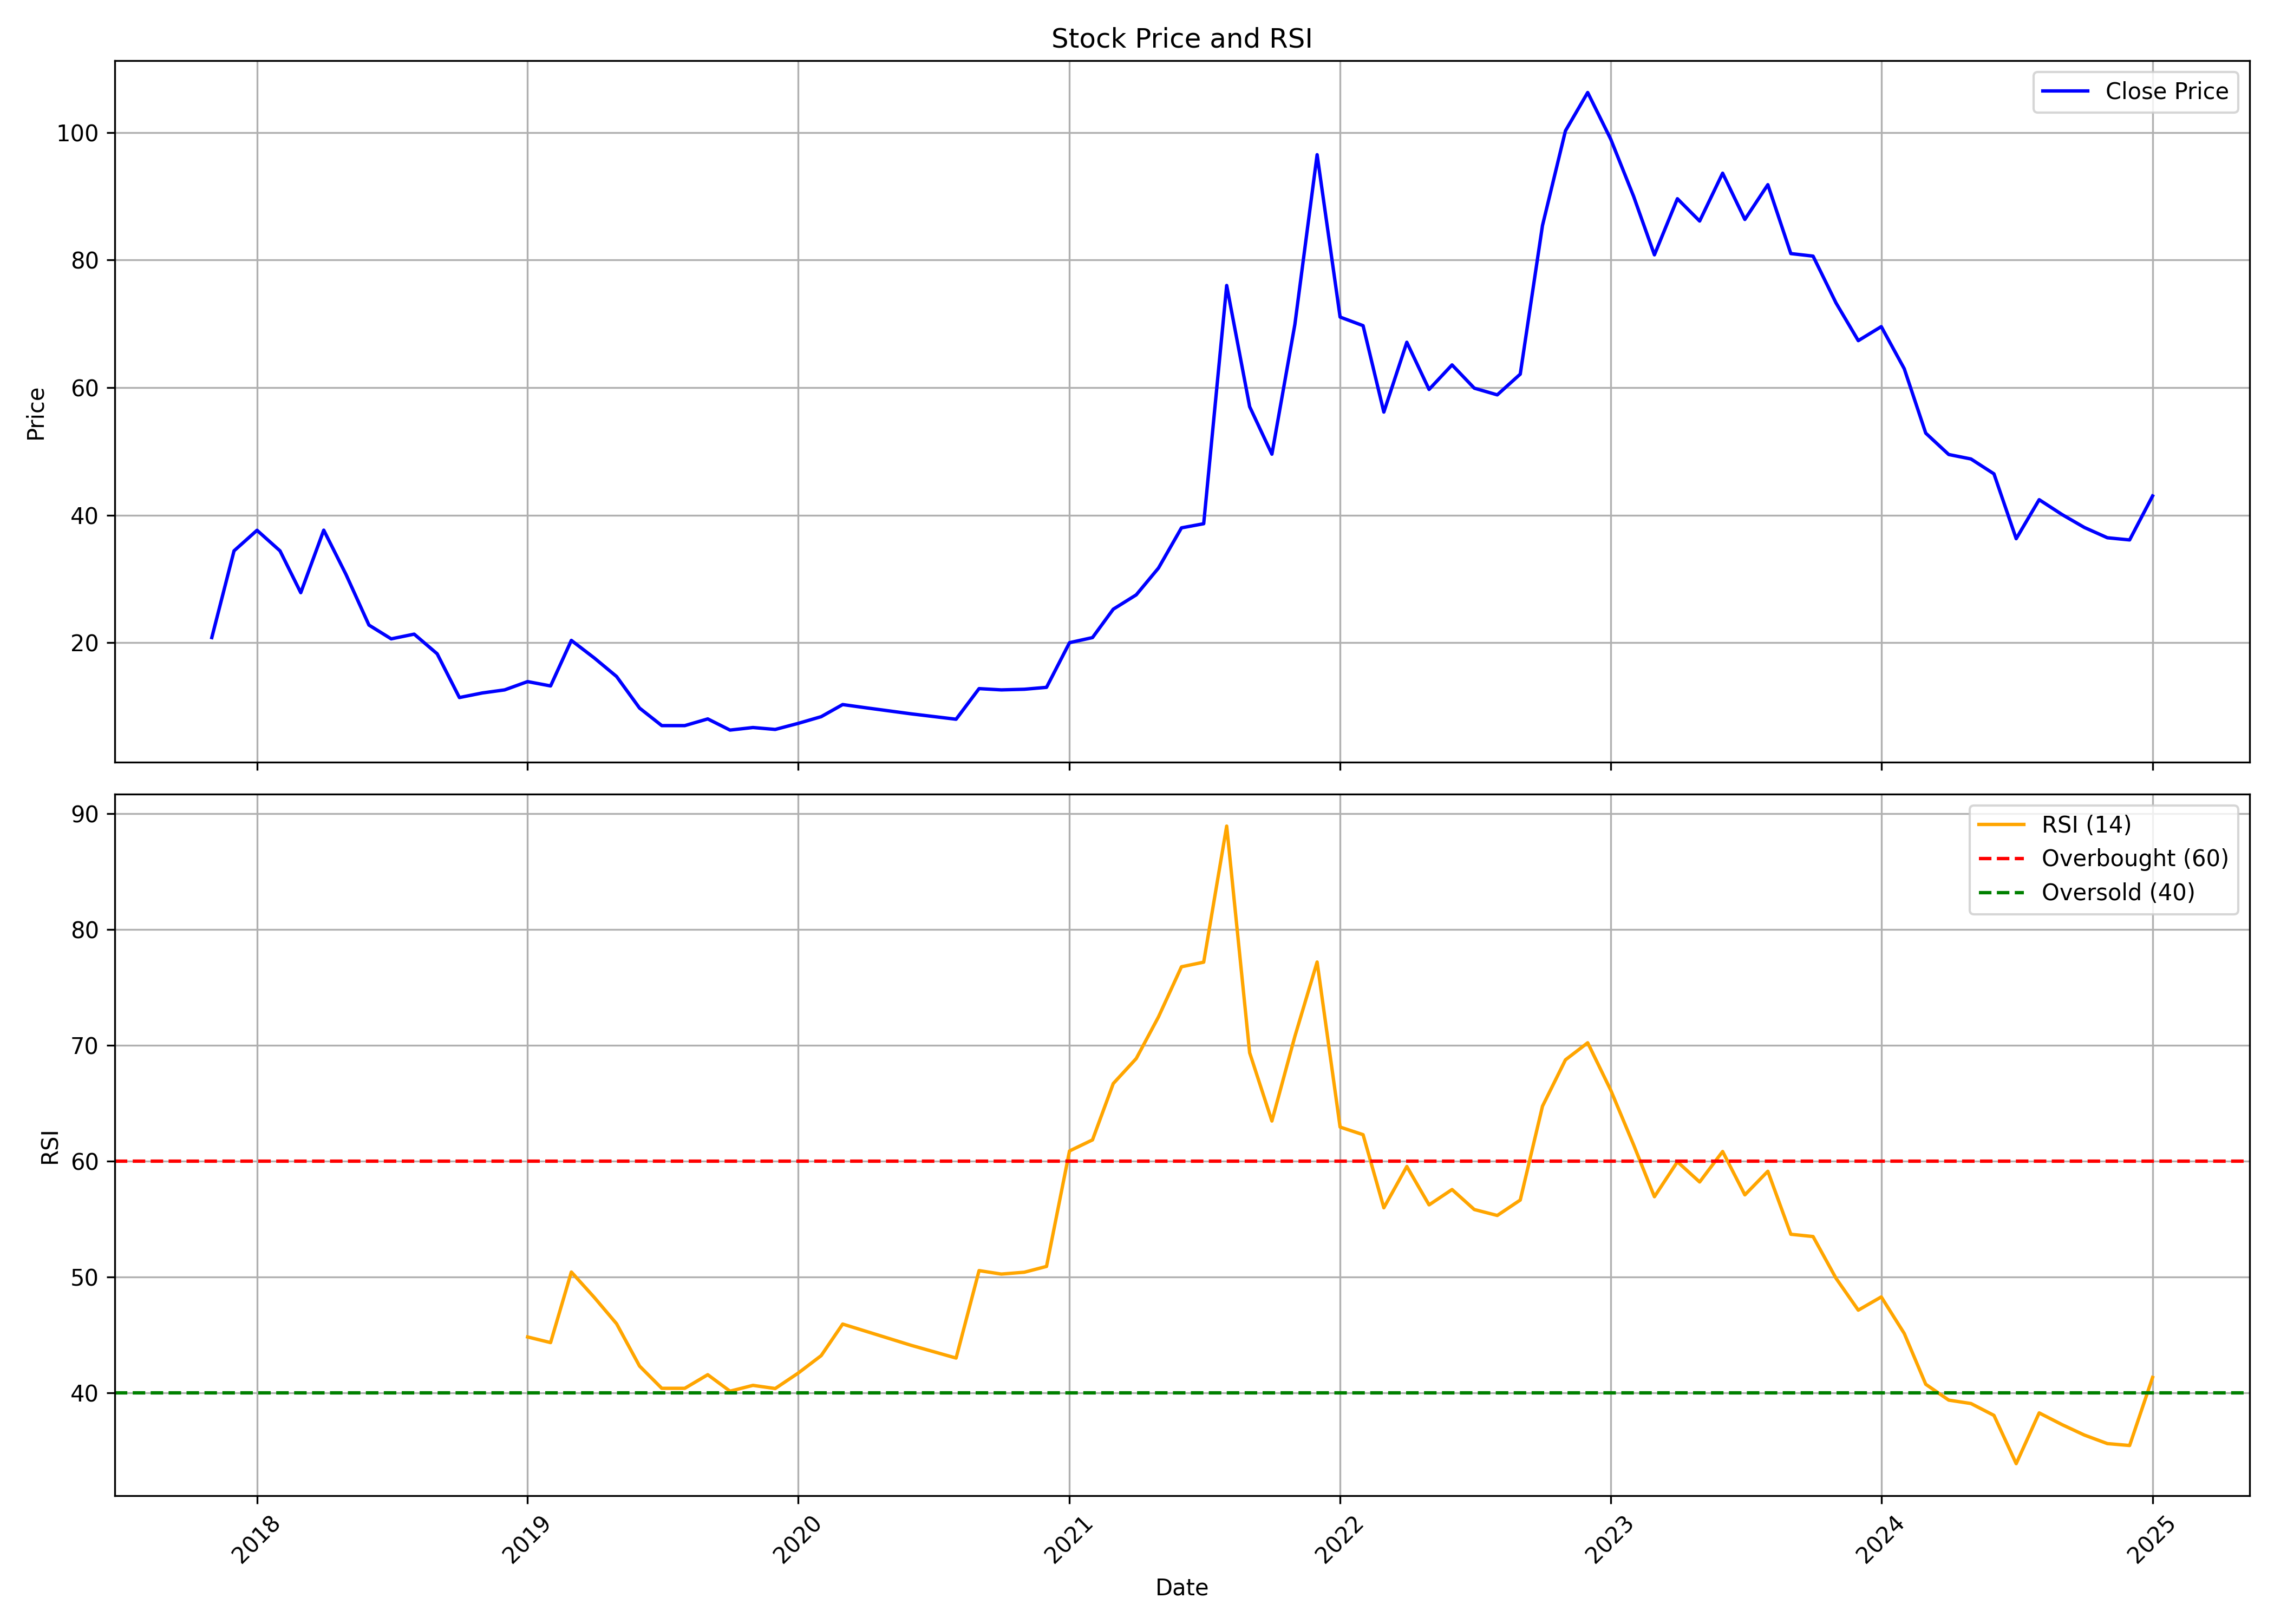 Stock Price and RSI
Close Price
Price
100
80
60
40
20
RSI (14)
Overbought (60)
Oversold (40)
RSI
90
80
70
60
50
40
2018
2019
2020
2021
2022
2023
2024
2025
Date